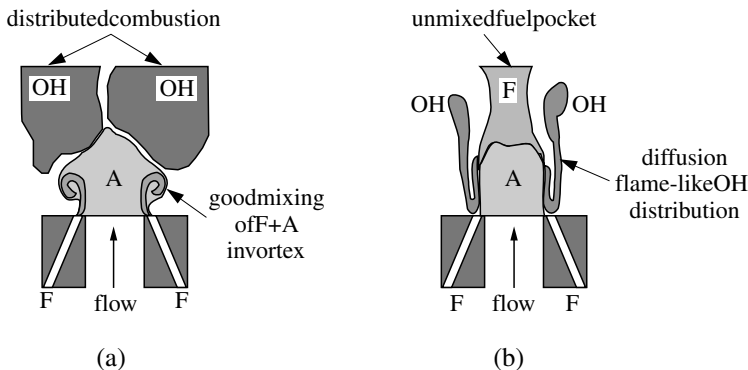 distributedcombustion
OH
OH
A
goodmixing
ofF+A
invortex
F
flow
F
(a)
unmixedfuelpocket
F
OH
OH
A
diffusion
flame-likeOH
distribution
F
flow
F
(b)